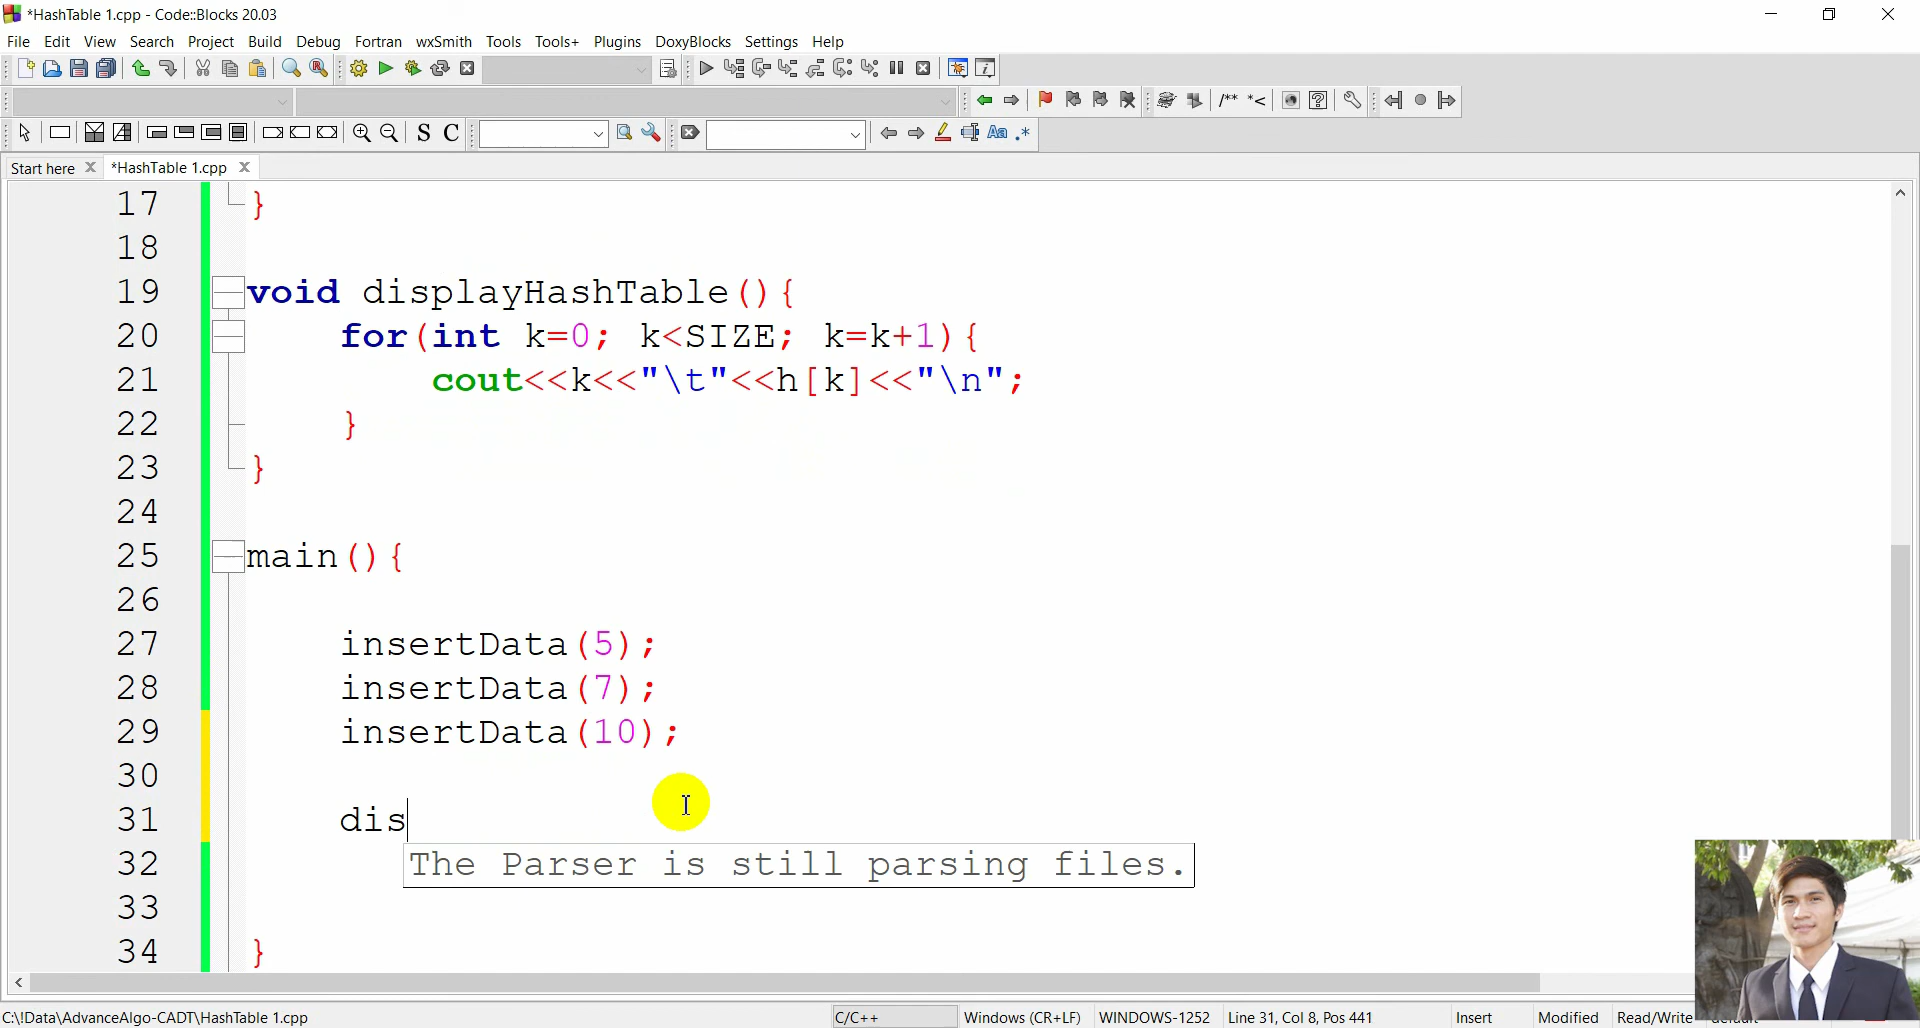 *HashTable 1.cpp - Code::Blocks 20.03
File Edit View Search Project Build Debug Fortran wxSmith Tools Tools+ Plugins DoxyBlocks Settings Help
/** *<
S C Aa .*
Start here *HashTable 1.cpp
17 }
18
19 void displayHashTable(){
20 for(int k=0; k<SIZE; k=k+1){
21 cout<<k<<"\t"<<h[k]<<"\n";
22 }
23 }
24
25 main(){
26
27 insertData(5);
28 insertData(7);
29 insertData(10);
30
31 dis
32 The Parser is still parsing files.
33
34 }
C:\!Data\AdvanceAlgo-CADT\HashTable 1.cpp C/C++ Windows (CR+LF) WINDOWS-1252 Line 31, Col 8, Pos 441 Insert Modified Read/Write